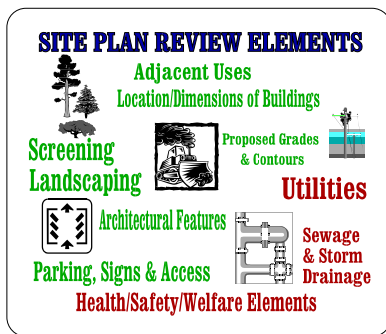 SITE PLAN REVIEW ELEMENTS
Adjacent Uses
Location/Dimensions of Buildings
Proposed Grades
& Contours
Screening
Landscaping
Utilities
Architectural Features
Sewage
& Storm
Drainage
Parking, Signs & Access
Health/Safety/Welfare Elements